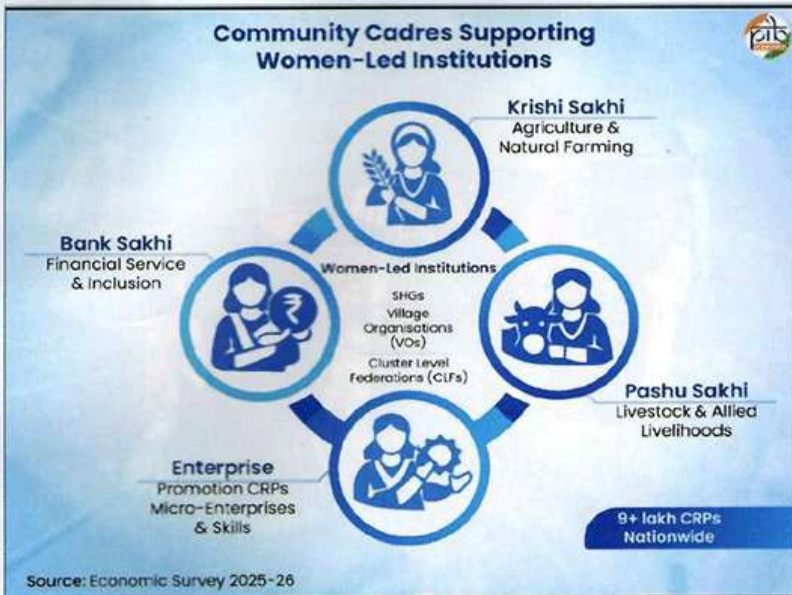 Community Cadres Supporting
Women-Led Institutions
pib
Krishi Sakhi
Agriculture &
Natural Farming
Bank Sakhi
Financial Service
& Inclusion
₹
Women-Led Institutions
SHGs
Village
Organisations
(VOs)
Cluster Level
Federations (CLFs)
Pashu Sakhi
Livestock & Allied
Livelihoods
Enterprise
Promotion CRPs
Micro-Enterprises
& Skills
9+ lakh CRPs
Nationwide
Source: Economic Survey 2025-26